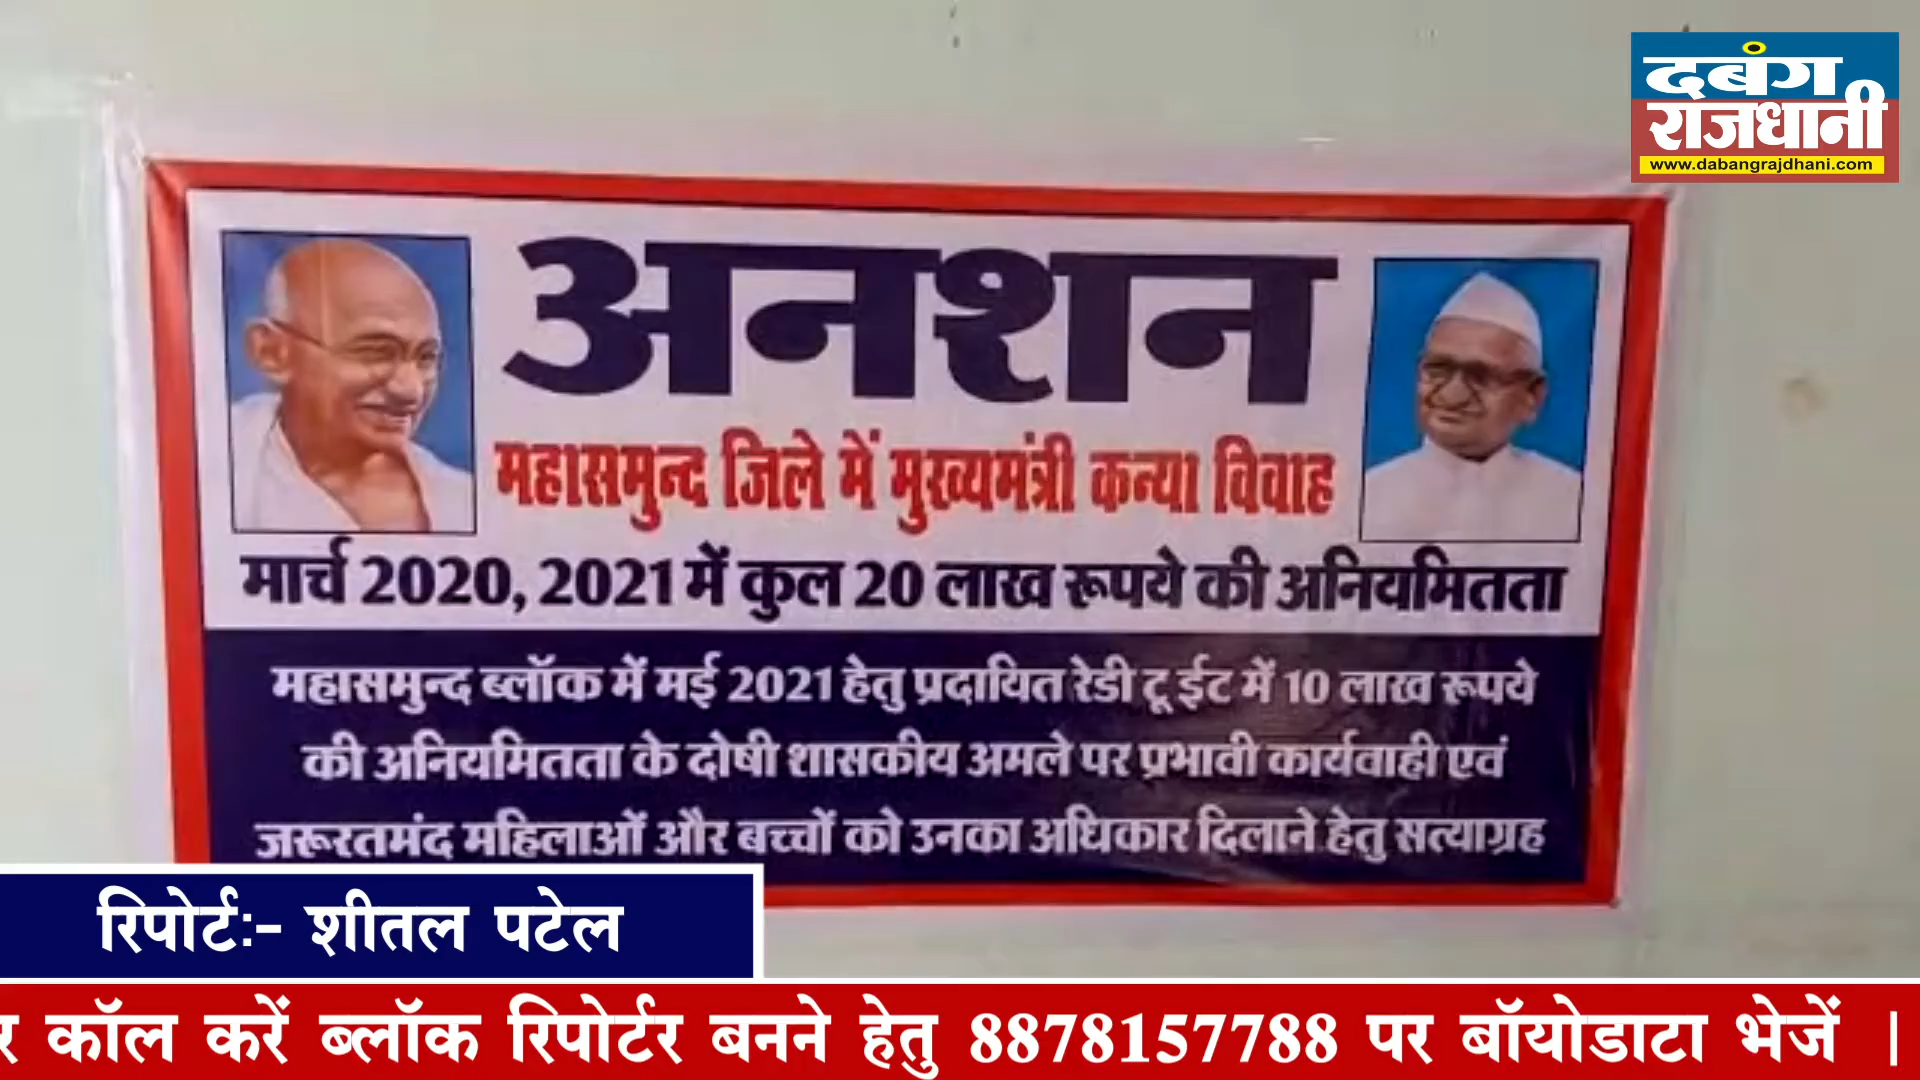 दबंग
राजधानी
www.dabangrajdhani.com
अनशन
महासमुन्द जिले में मुख्यमंत्री कन्या विवाह
मार्च 2020, 2021 में कुल 20 लाख रूपये की अनियमितता
महासमुन्द ब्लॉक में मई 2021 हेतु प्रदायित रेडी टू ईट में 10 लाख रूपये
की अनियमितता के दोषी शासकीय अमले पर प्रभावी कार्यवाही एवं
जरूरतमंद महिलाओं और बच्चों को उनका अधिकार दिलाने हेतु सत्याग्रह
रिपोर्ट:- शीतल पटेल
कॉल करें ब्लॉक रिपोर्टर बनने हेतु 8878157788 पर बॉयोडाटा भेजें |